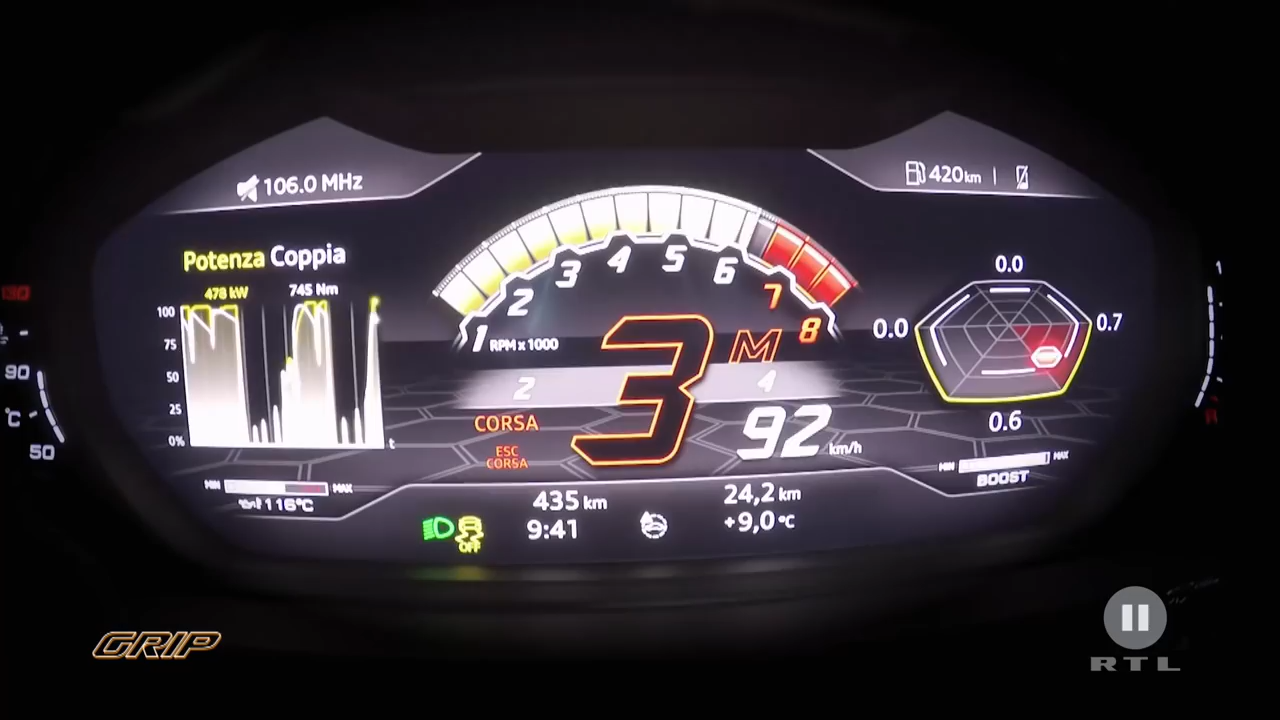 106.0 MHz
420 km
Potenza Coppia
478 kW 745 Nm
100
75
50
25
0%
t
1 2 3 4 5 6 7 8
RPM x 1000
2 3 M 4
CORSA
ESC
CORSA
92 km/h
0.0
0.0
0.7
0.6
MIN MAX
116°C
MIN MAX
BOOST
435 km
24,2 km
9:41
+9,0 °C
OFF
130
90
°C
50
GRIP
RTL